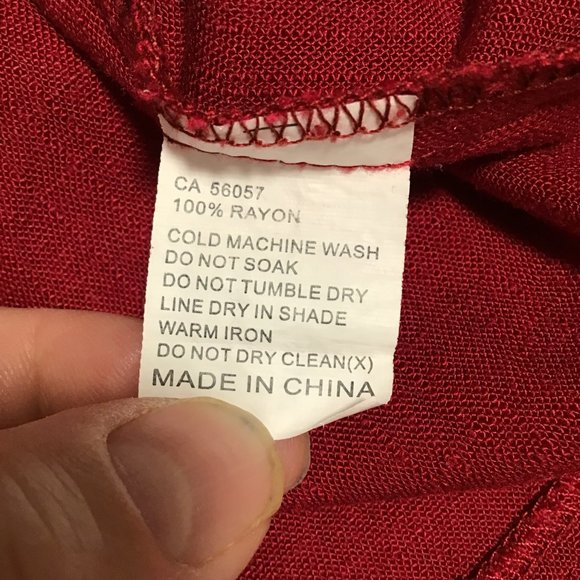 CA 56057
100% RAYON
COLD MACHINE WASH
DO NOT SOAK
DO NOT TUMBLE DRY
LINE DRY IN SHADE
WARM IRON
DO NOT DRY CLEAN(X)
MADE IN CHINA